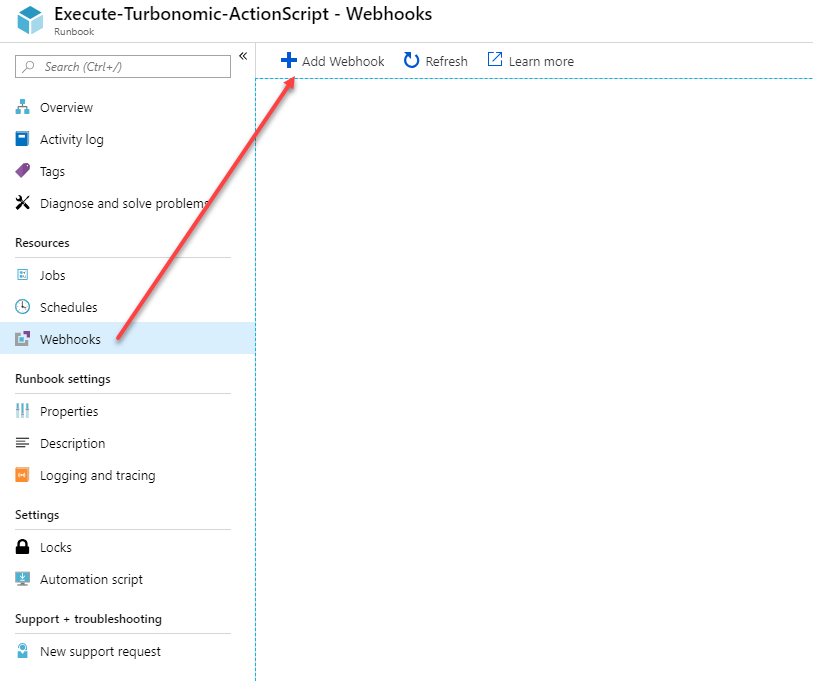 Execute-Turbonomic-ActionScript - Webhooks
Runbook
Search (Ctrl+/)
«
Add Webhook
Refresh
Learn more
Overview
Activity log
Tags
Diagnose and solve problems
Resources
Jobs
Schedules
Webhooks
Runbook settings
Properties
Description
Logging and tracing
Settings
Locks
Automation script
Support + troubleshooting
New support request